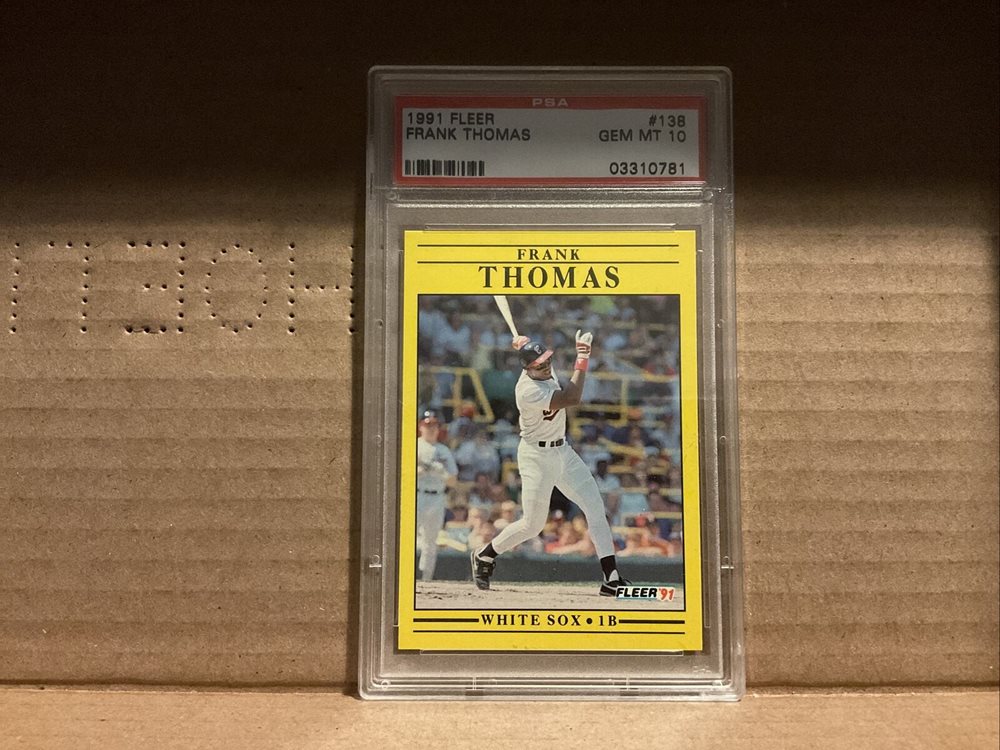 PSA
1991 FLEER #138
FRANK THOMAS GEM MT 10
03310781
FRANK
THOMAS
FLEER '91
WHITE SOX • 1B